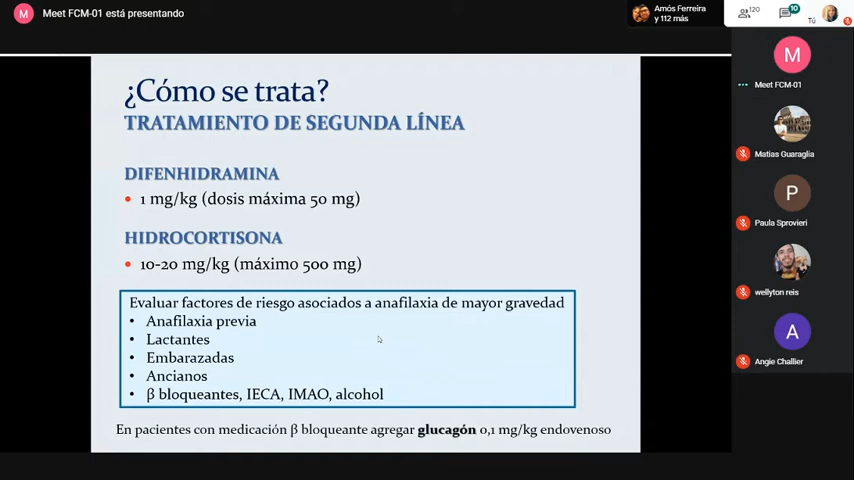 M Meet FCM-01 está presentando
Amós Ferreira
y 112 más
120
10
Tú
¿Cómo se trata?
TRATAMIENTO DE SEGUNDA LÍNEA
DIFENHIDRAMINA
• 1 mg/kg (dosis máxima 50 mg)
HIDROCORTISONA
• 10-20 mg/kg (máximo 500 mg)
Evaluar factores de riesgo asociados a anafilaxia de mayor gravedad
• Anafilaxia previa
• Lactantes
• Embarazadas
• Ancianos
• β bloqueantes, IECA, IMAO, alcohol
En pacientes con medicación β bloqueante agregar glucagón 0,1 mg/kg endovenoso
M
Meet FCM-01
Matias Guaraglia
P
Paula Sprovieri
wellyton reis
A
Angie Challier